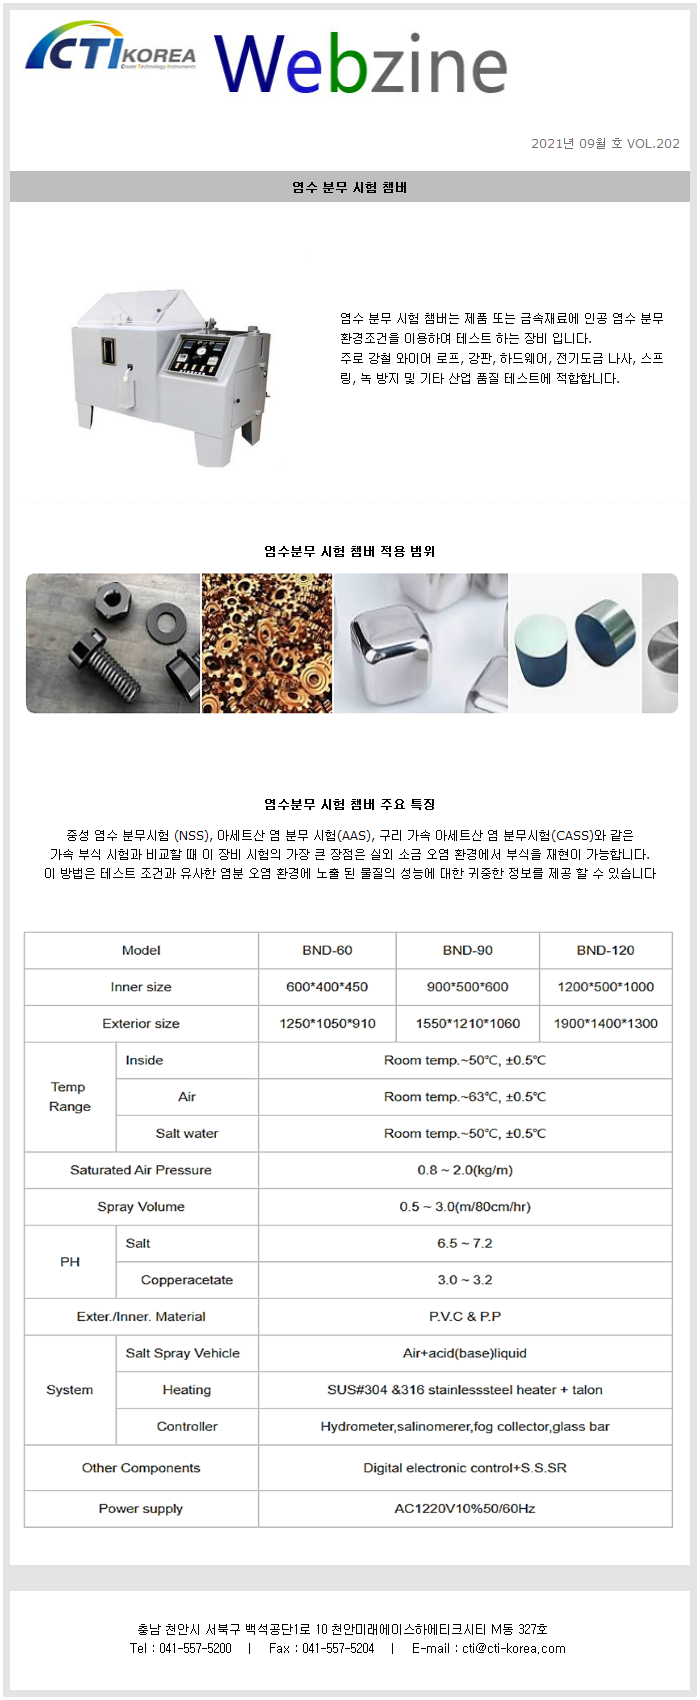 CTI KOREA
Create Technology Instruments
Webzine
2021년 09월 호 VOL.202
염수 분무 시험 챔버
염수 분무 시험 챔버는 제품 또는 금속재료에 인공 염수 분무
환경조건을 이용하여 테스트 하는 장비 입니다.
주로 강철 와이어 로프, 강판, 하드웨어, 전기도금 나사, 스프
링, 녹 방지 및 기타 산업 품질 테스트에 적합합니다.
염수분무 시험 챔버 적용 범위
염수분무 시험 챔버 주요 특징
중성 염수 분무시험 (NSS), 아세트산 염 분무 시험(AAS), 구리 가속 아세트산 염 분무시험(CASS)와 같은
가속 부식 시험과 비교할 때 이 장비 시험의 가장 큰 장점은 실외 소금 오염 환경에서 부식을 재현이 가능합니다.
이 방법은 테스트 조건과 유사한 염분 오염 환경에 노출 된 물질의 성능에 대한 귀중한 정보를 제공 할 수 있습니다
Model BND-60 BND-90 BND-120
Inner size 600*400*450 900*500*600 1200*500*1000
Exterior size 1250*1050*910 1550*1210*1060 1900*1400*1300
Temp Range
Inside Room temp.~50℃, ±0.5℃
Air Room temp.~63℃, ±0.5℃
Salt water Room temp.~50℃, ±0.5℃
Saturated Air Pressure 0.8 ~ 2.0(kg/m)
Spray Volume 0.5 ~ 3.0(m/80cm/hr)
PH
Salt 6.5 ~ 7.2
Copperacetate 3.0 ~ 3.2
Exter./Inner. Material P.V.C & P.P
System
Salt Spray Vehicle Air+acid(base)liquid
Heating SUS#304 &316 stainlesssteel heater + talon
Controller Hydrometer,salinomerer,fog collector,glass bar
Other Components Digital electronic control+S.S.SR
Power supply AC1220V10%50/60Hz
충남 천안시 서북구 백석공단1로 10 천안미래에이스하에티크시티 M동 327호
Tel : 041-557-5200 | Fax : 041-557-5204 | E-mail : cti@cti-korea.com